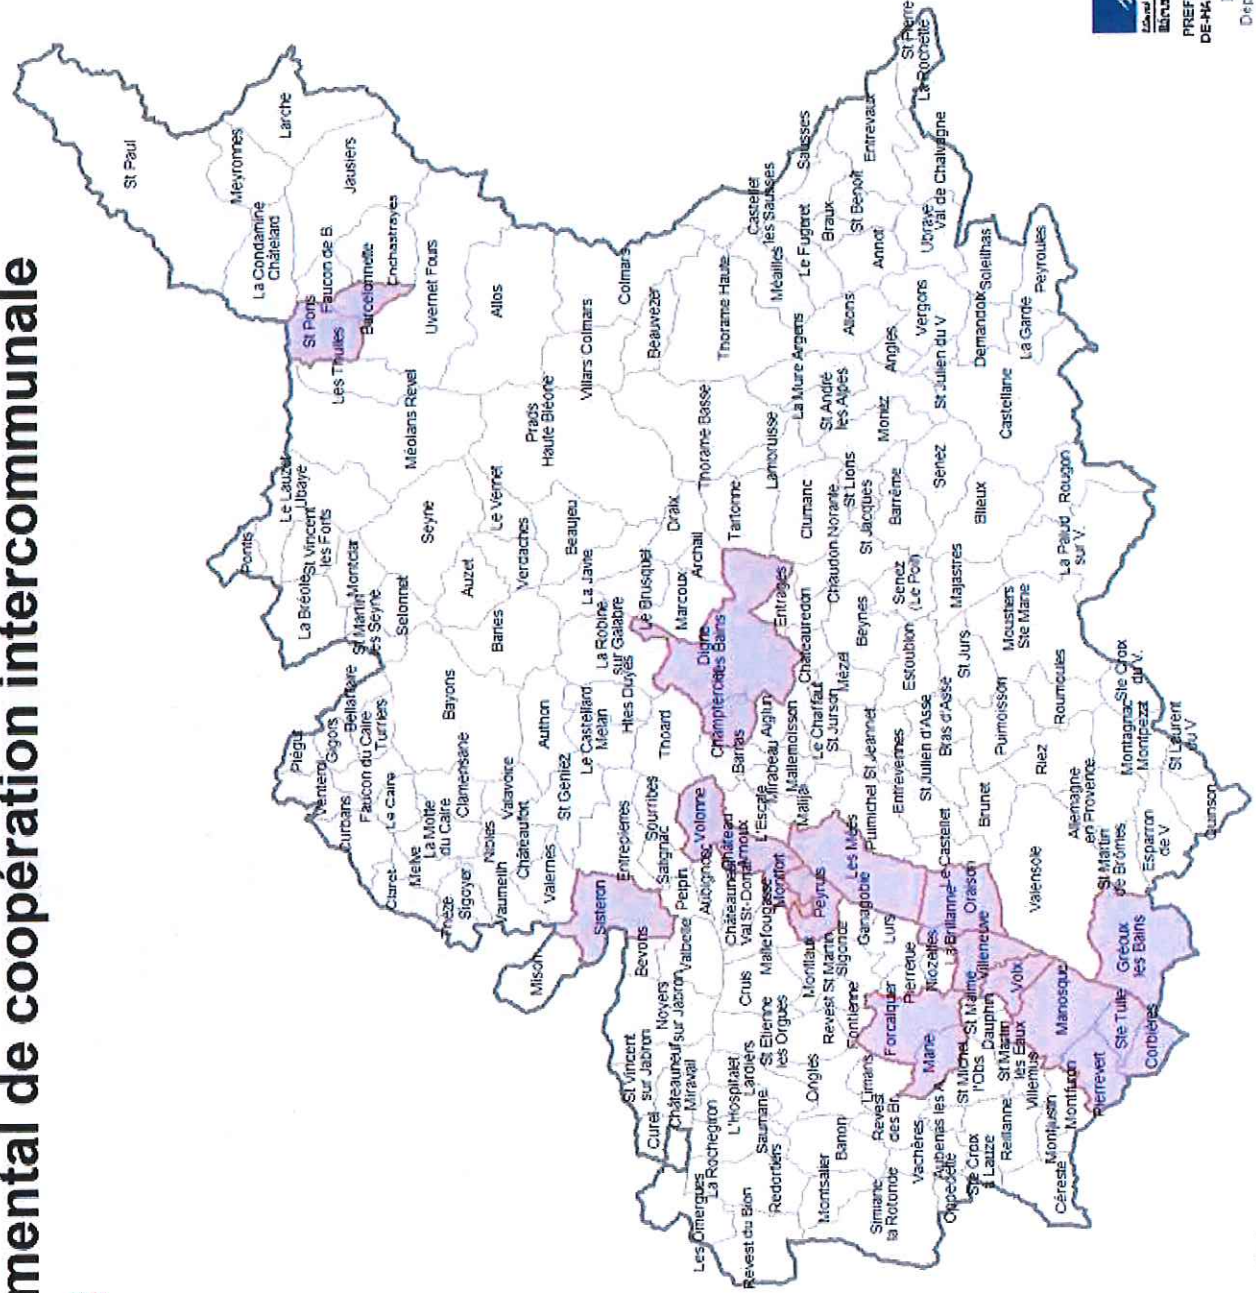 mental de coopération intercommunale
St Paul
Larche
Meyronnes
La Condamine
Châtelard
Jausiers
St Pons
Faucon de B.
Les Thuiles
Barcelonnette
Enchastrayes
Uvernet Fours
Méolans Revel
Allos
Pontis
Le Lauzet
Ubaye
La Bréole
St Vincent
les Forts
Montclar
St Martin
les Seyne
Selonnet
Seyne
Auzet
Le Vernet
Verdaches
Prads
Haute Bléone
Villars Colmars
Colmars
Beauvezer
Thorame Haute
Thorame Basse
Piégut
Venterol
Gigors
Bellaffaire
Curbans
Faucon du Caire
Turriers
Claret
Le Caire
Bayons
Melve
La Motte
du Caire
Clamensane
Thèze
Sigoyer
Nibles
Valavoire
Vaumeilh
Châteaufort
Authon
Barles
Beaujeu
La Javie
Valernes
St Geniez
Le Castellard
Mélan
La Robine
sur Galabre
Le Brusquet
Draix
Mison
Sisteron
Entrepierres
Htes Duyes
Marcoux
Archail
St Vincent
sur Jabron
Bevons
Salignac
Sourribes
Thoard
Tartonne
Curel
Noyers
sur Jabron
Châteauneuf
Miravail
Valbelle
Peipin
Aubignosc
Volonne
Digne
les Bains
Champtercier
Les Omergues
La Rochegiron
L'Hospitalet
Lardiers
Cruis
Châteauneuf
Val St-Donat
Château
Arnoux
L'Escale
Barras
Mirabeau
Aiglun
Entrages
Lambruisse
Revest du Bion
Saumane
Redortiers
St Etienne
les Orgues
Mallefougasse
Montfort
Malijai
Mallemoisson
Le Chaffaut
St Jurson
Chateauredon
Clumanc
La Mure Argens
Montsalier
Banon
Ongles
Revest St Martin
Fontienne
Montlaux
Sigonce
Peyruis
Les Mées
Ganagobie
Mézel
Beynes
Chaudon Norante
St Lions
St Jacques
St André
les Alpes
Allons
Simiane
la Rotonde
Revest
des Br.
Limans
Forcalquier
Pierrerue
Lurs
Puimichel
St Jeannet
Estoublon
Senez
(Le Poil)
Barrême
Moriez
Angles
Vergons
Vachères
Aubenas les A.
Mane
Niozelles
La Brillanne
Le Castellet
Entrevennes
St Julien d'Asse
Bras d'Asse
St Jurs
Majastres
Senez
St Julien du V
Oppedette
Ste Croix
à Lauze
St Michel
l'Obs
St Maime
Dauphin
Villeneuve
Oraison
Brunet
Puimoisson
Moustiers
Ste Marie
Blieux
Castellane
Demandolx
Soleilhas
Reillanne
St Martin
les Eaux
Villemus
Volx
Valensole
Riez
Roumoules
La Palud
sur V.
Rougon
La Garde
Peyroules
Céreste
Montjustin
Montfuron
Manosque
Allemagne
en Provence
Pierrevert
Ste Tulle
Corbières
Gréoux
les Bains
St Martin
de Brômes
Esparron
de V
Montagnac
Montpezat
Ste Croix
du V.
St Laurent
du V
Quinson
Castellet
les Sausses
Méailles
Le Fugeret
Sausses
Braux
St Benoit
Entrevaux
Annot
Ubraye
Val de Chalvagne
St Pierre
La Rochette
PREF
DE-HA
Dép